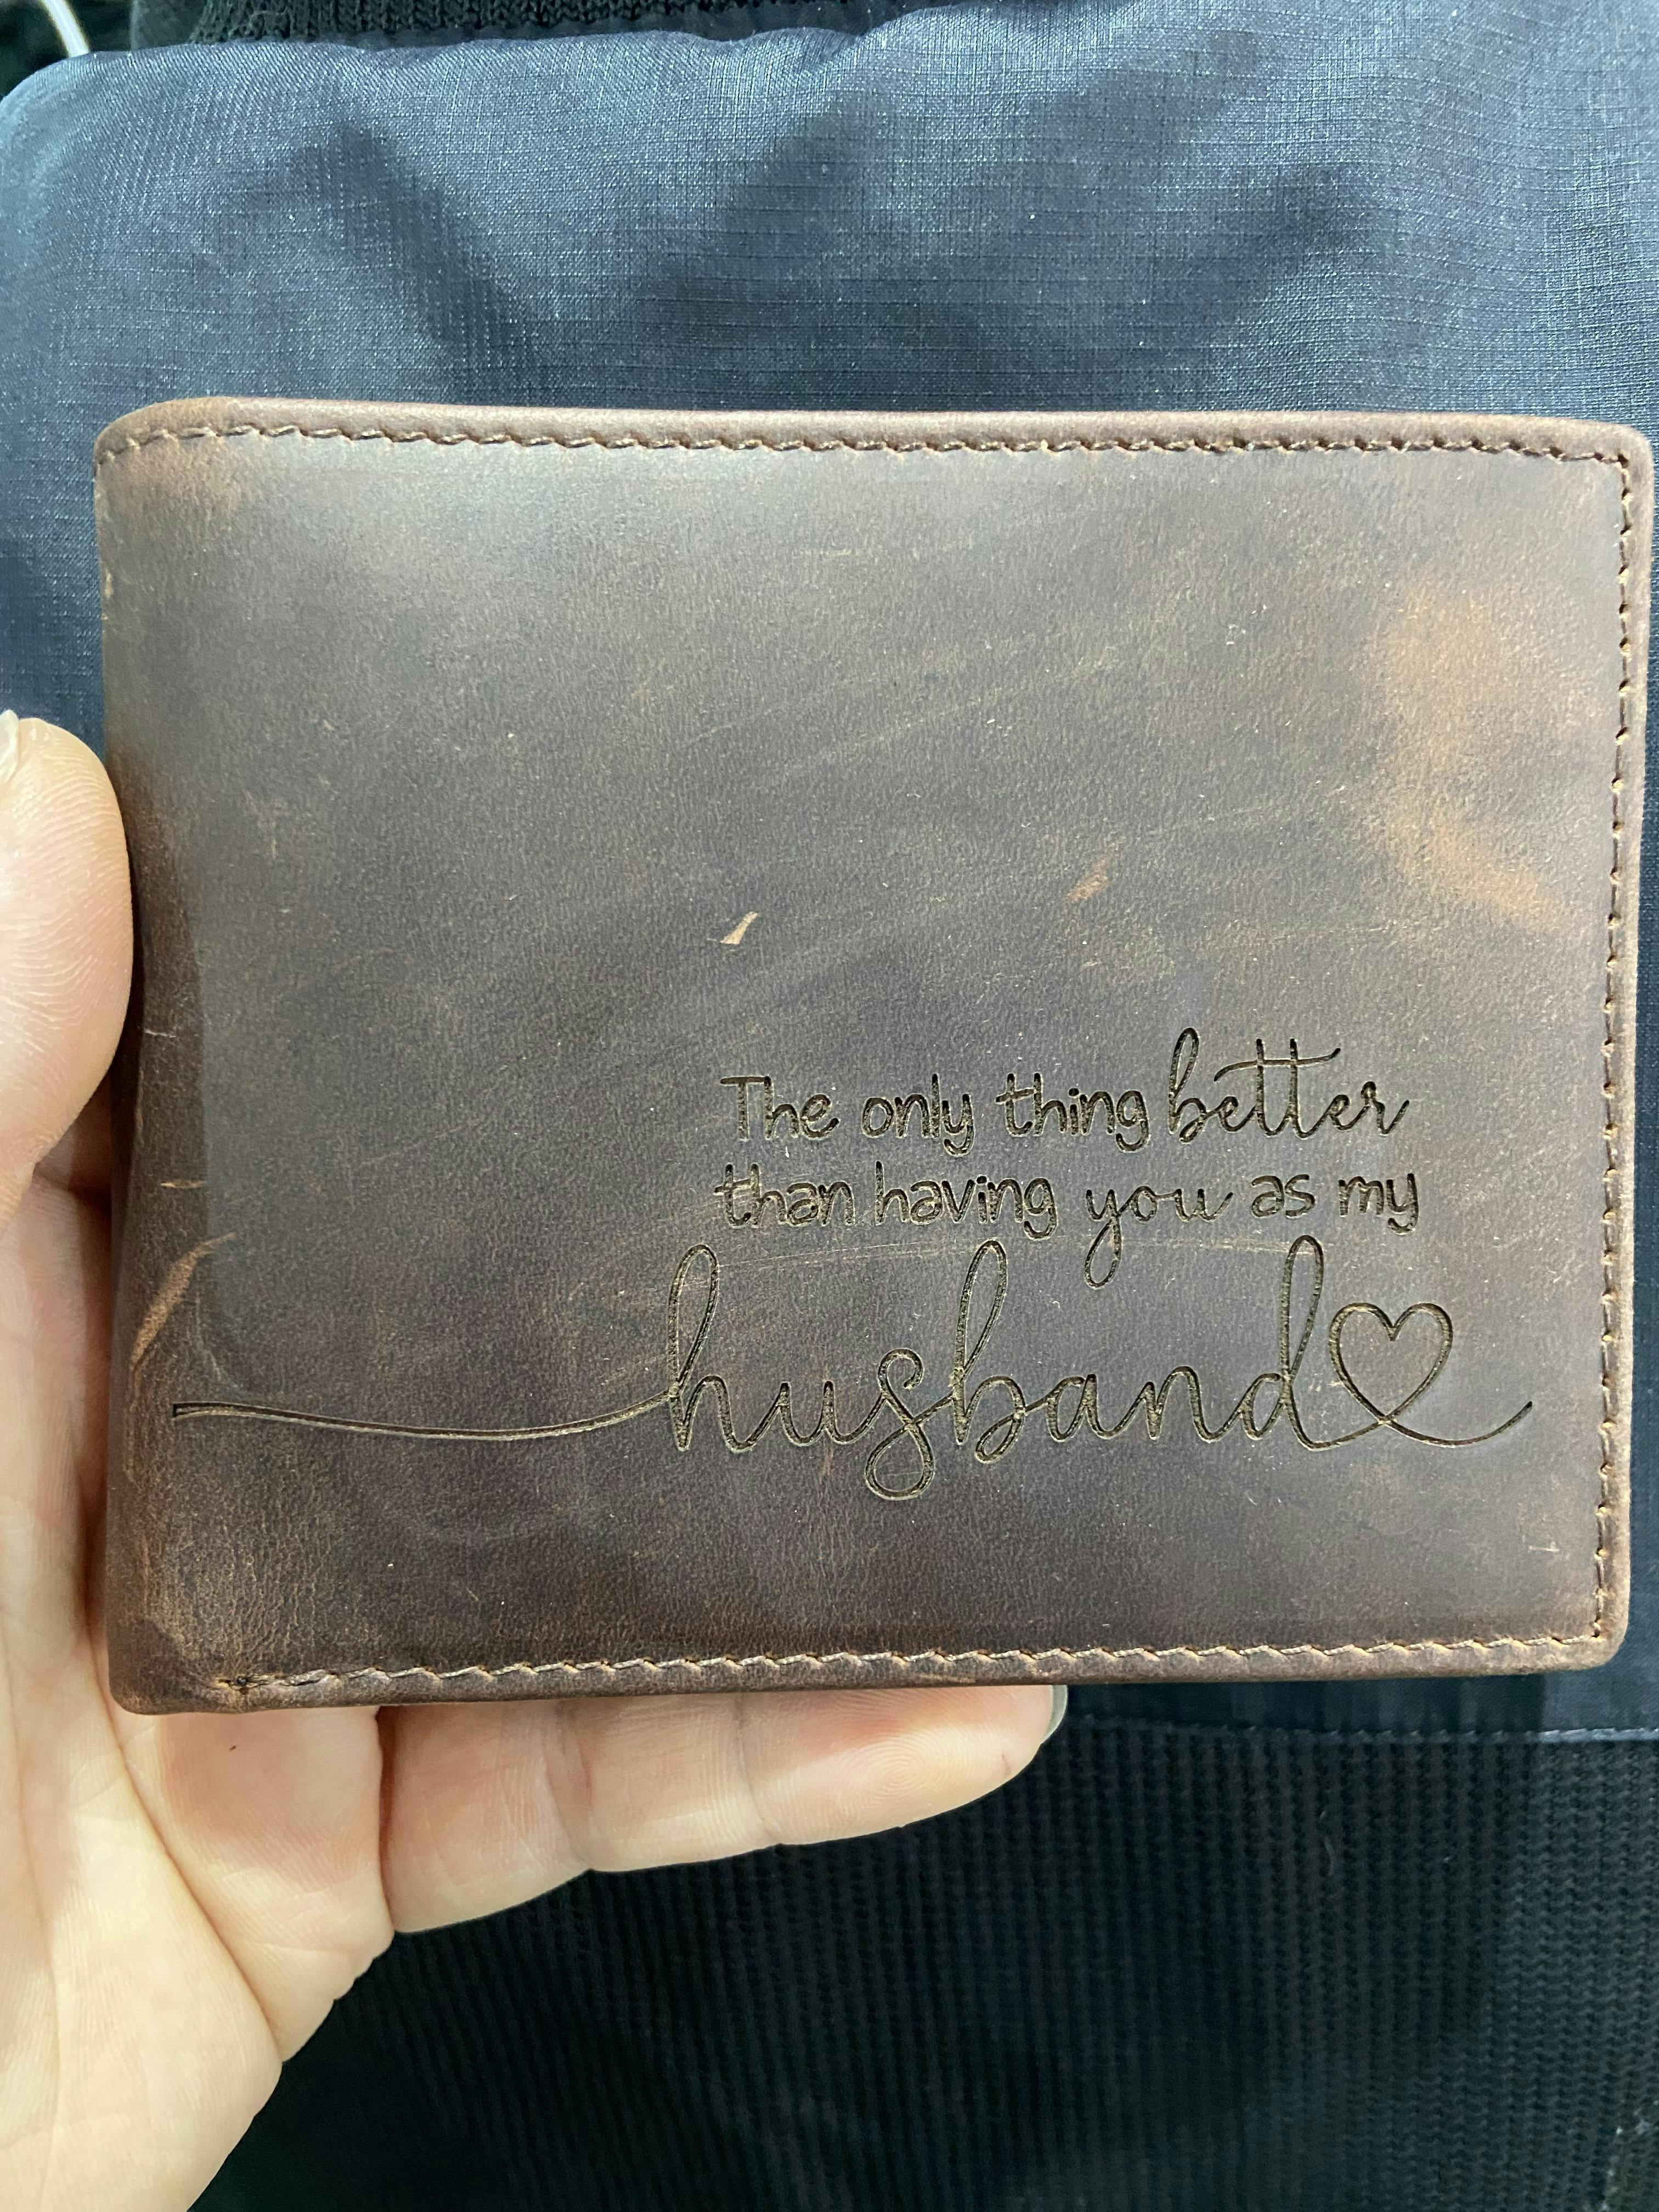 The only thing better
than having you as my
husband